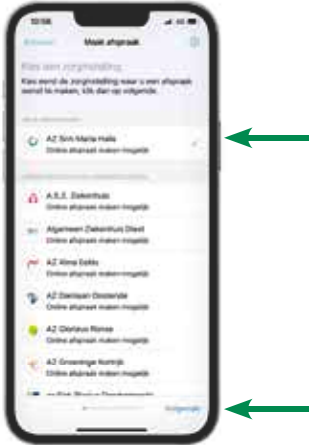 10:56
Annuleer Maak afspraak
Kies een zorginstelling
Kies eerst de zorginstelling waar u een afspraak
wenst te maken, klik dan op volgende.
AZ Sint-Maria Halle
Online afspraak maken mogelijk
A.S.Z. Ziekenhuis
Online afspraak maken mogelijk
Algemeen Ziekenhuis Diest
Online afspraak maken mogelijk
AZ Alma Eeklo
Online afspraak maken mogelijk
AZ Damiaan Oostende
Online afspraak maken mogelijk
AZ Glorieux Ronse
Online afspraak maken mogelijk
AZ Groeninge Kortrijk
Online afspraak maken mogelijk
Volgende